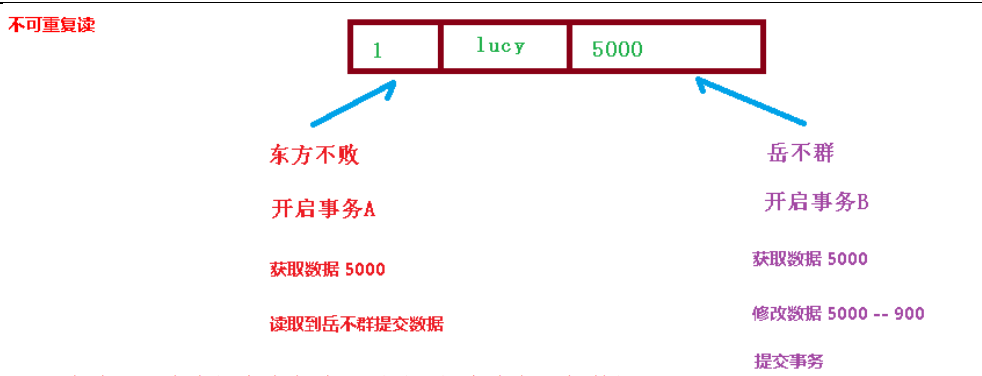 不可重复读
1 lucy 5000
东方不败 岳不群
开启事务A 开启事务B
获取数据 5000 获取数据 5000
读取到岳不群提交数据 修改数据 5000 -- 900
提交事务